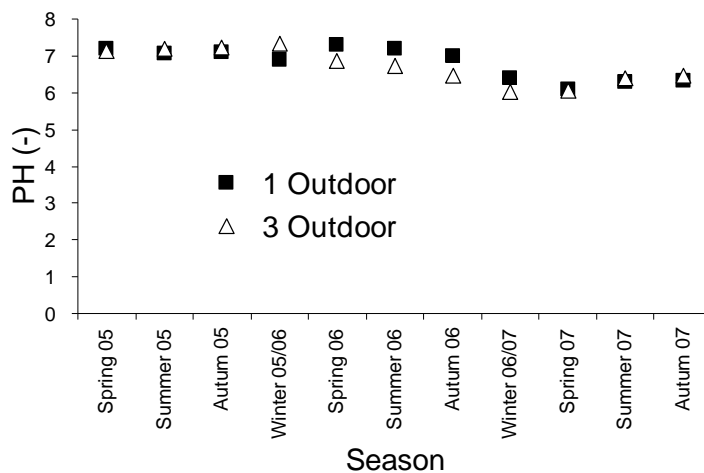 8
7
6
5
4
3
2
1
0
PH (-)
1 Outdoor
3 Outdoor
Spring 05
Summer 05
Autum 05
Winter 05/06
Spring 06
Summer 06
Autum 06
Winter 06/07
Spring 07
Summer 07
Autum 07
Season